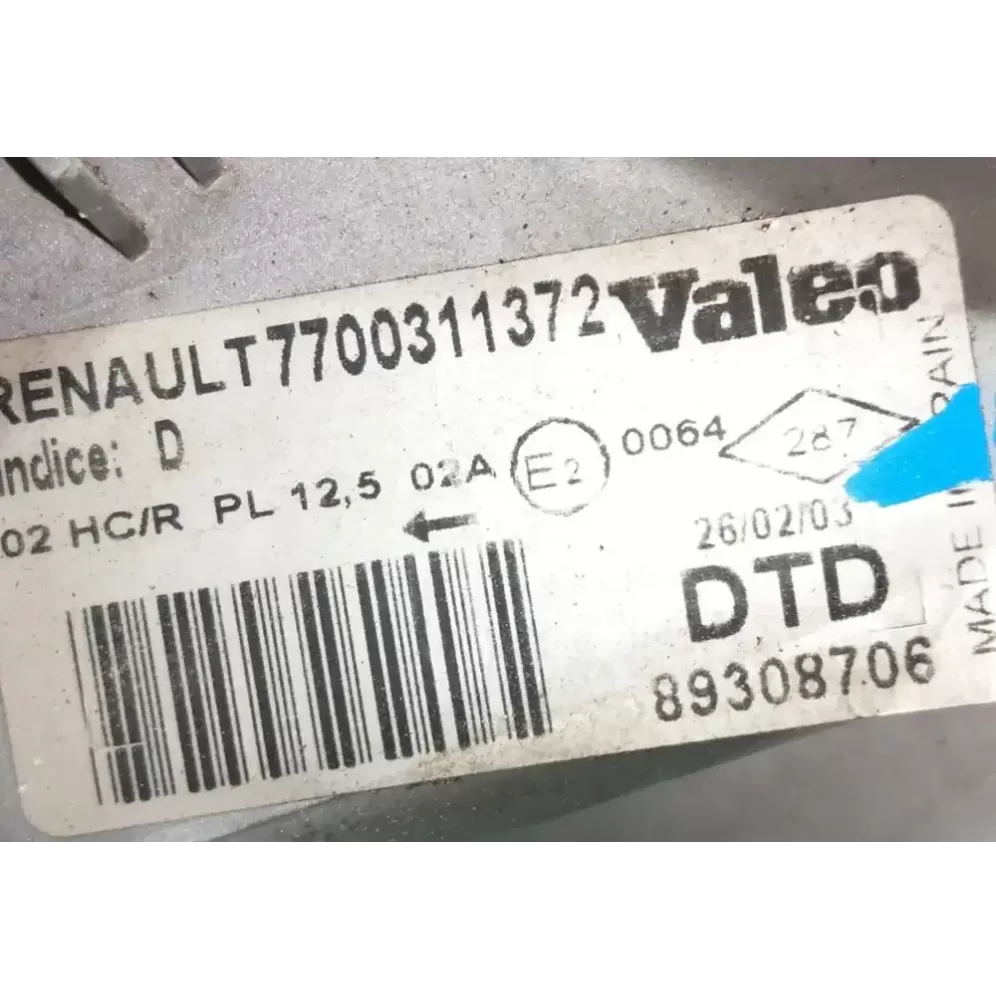 RENAULT 7700311372 Valeo
Indice: D
02 HC/R PL 12,5 02A E2 0064 287
26/02/03
DTD
89308706
MADE IN